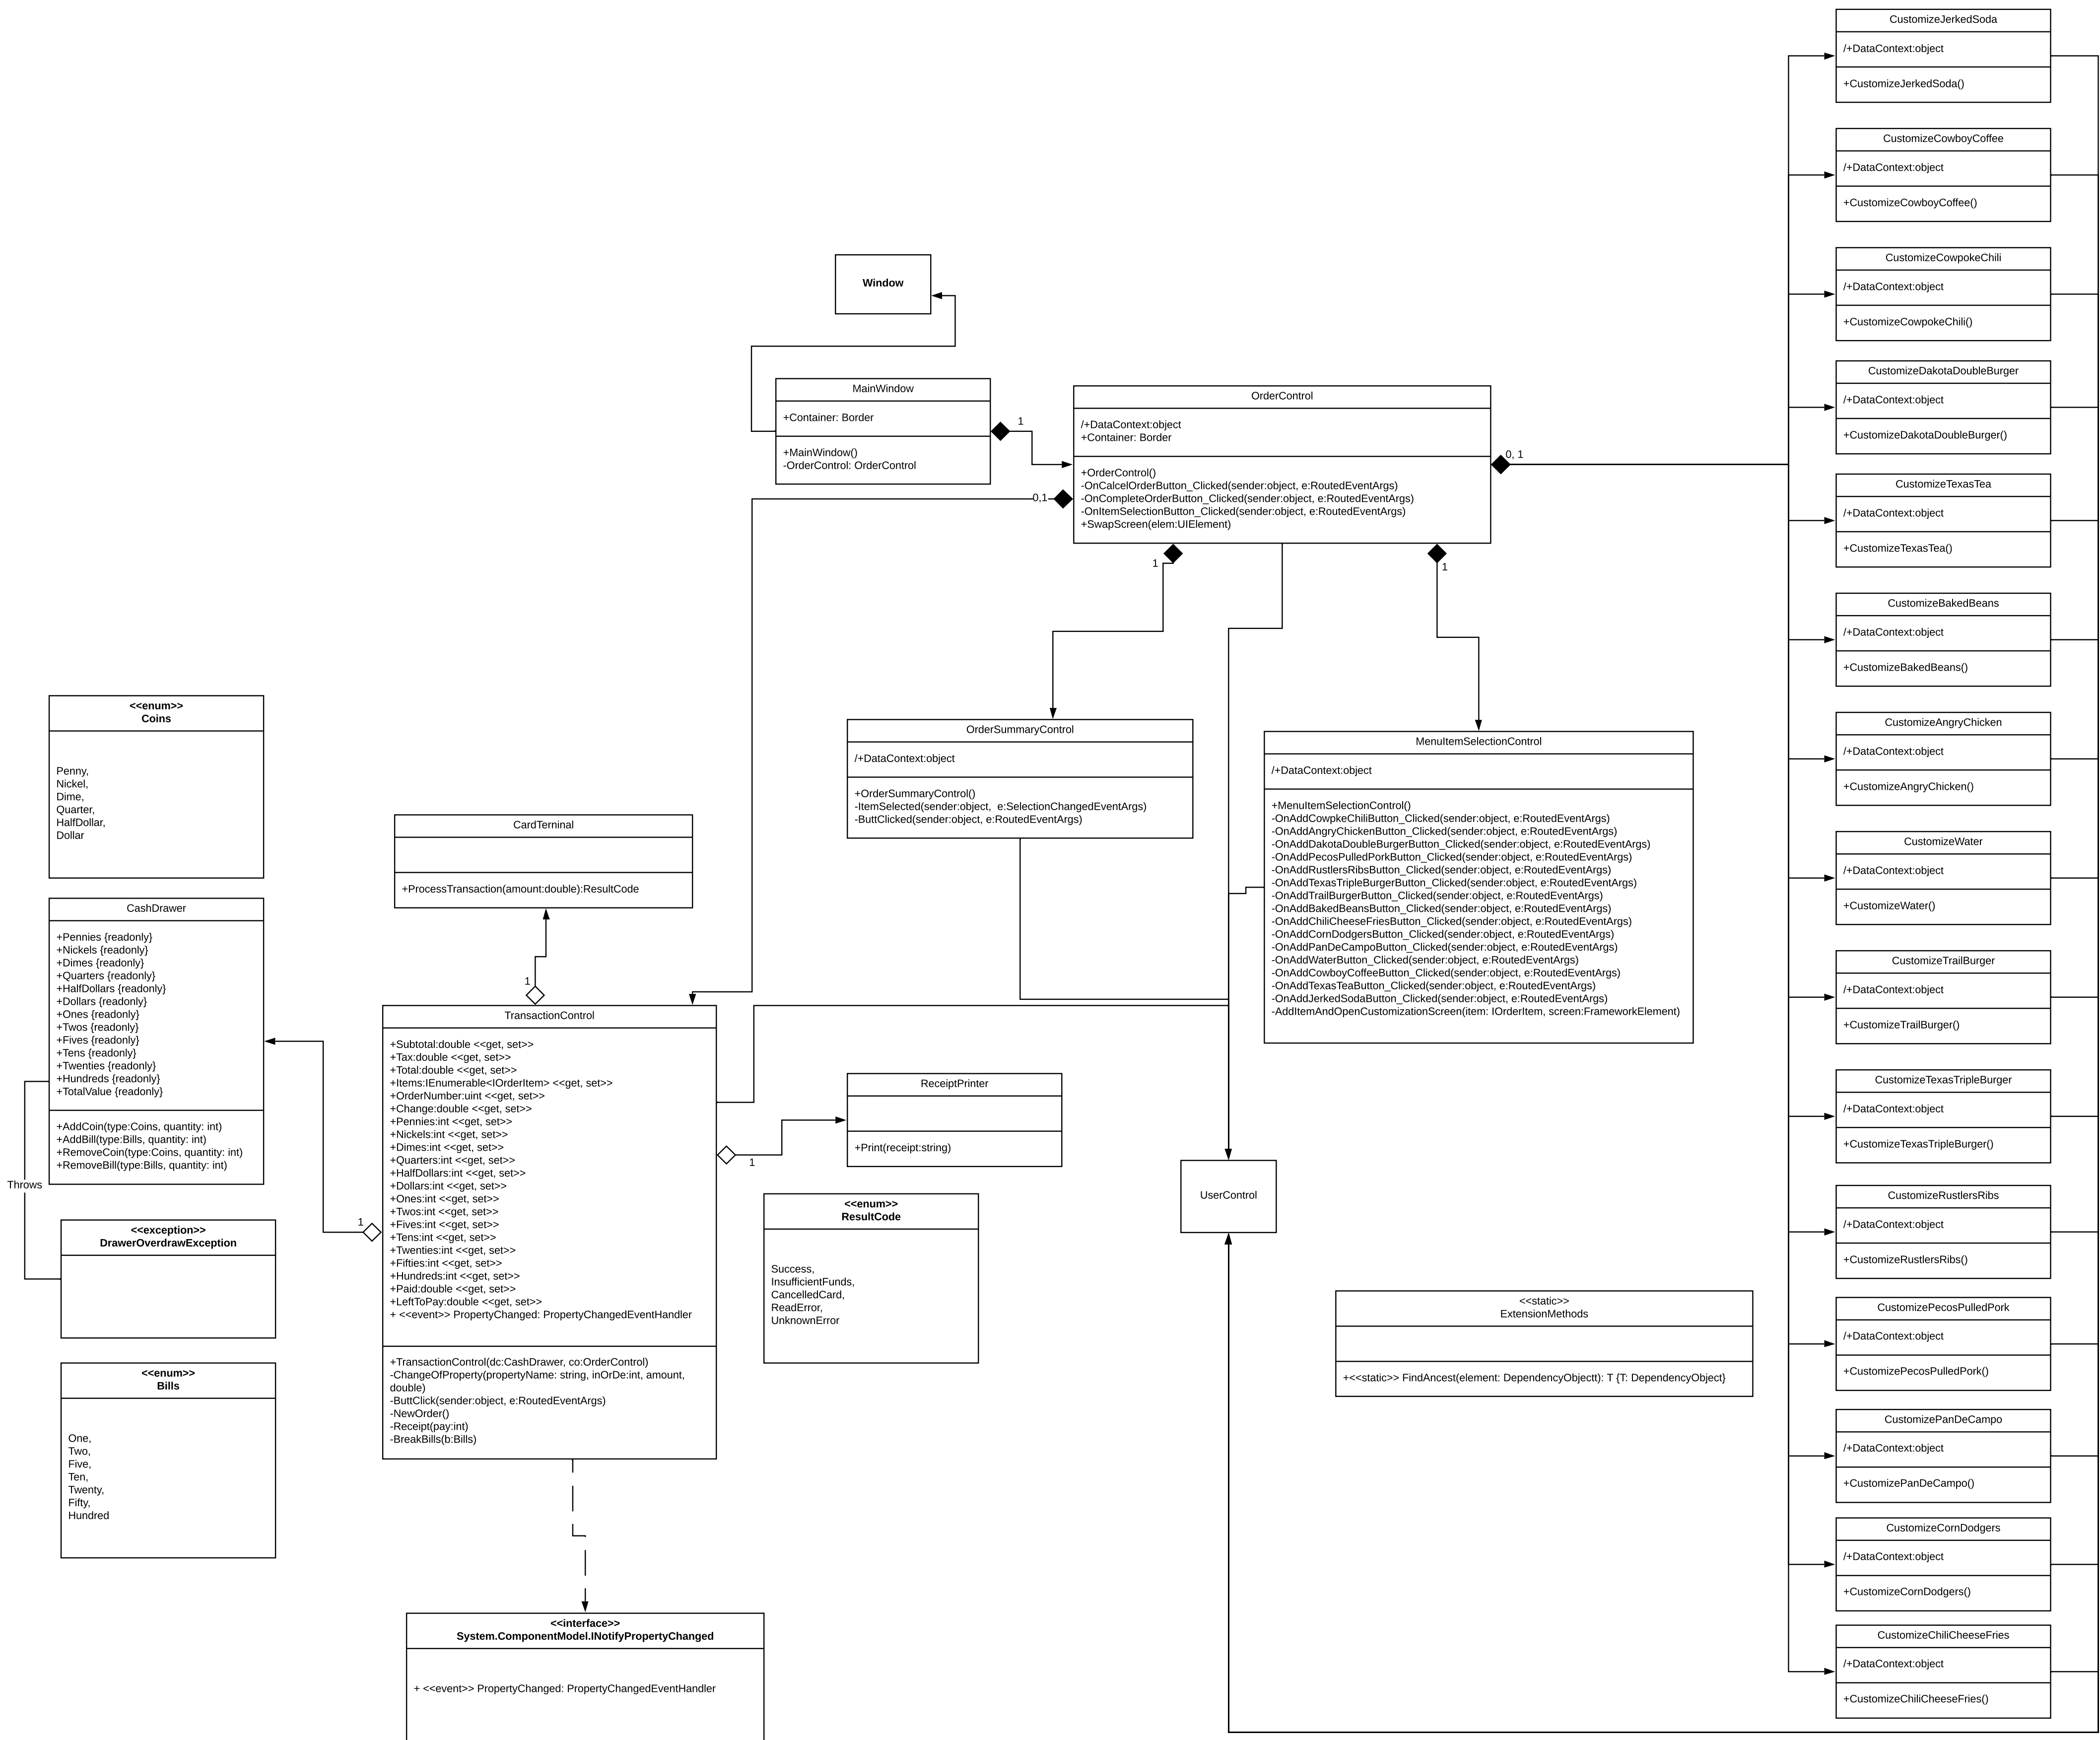 CustomizeJerkedSoda
/+DataContext:object
+CustomizeJerkedSoda()
CustomizeCowboyCoffee
/+DataContext:object
+CustomizeCowboyCoffee()
CustomizeCowpokeChili
/+DataContext:object
+CustomizeCowpokeChili()
CustomizeDakotaDoubleBurger
/+DataContext:object
+CustomizeDakotaDoubleBurger()
CustomizeTexasTea
/+DataContext:object
+CustomizeTexasTea()
CustomizeBakedBeans
/+DataContext:object
+CustomizeBakedBeans()
CustomizeAngryChicken
/+DataContext:object
+CustomizeAngryChicken()
CustomizeWater
/+DataContext:object
+CustomizeWater()
CustomizeTrailBurger
/+DataContext:object
+CustomizeTrailBurger()
CustomizeTexasTripleBurger
/+DataContext:object
+CustomizeTexasTripleBurger()
CustomizeRustlersRibs
/+DataContext:object
+CustomizeRustlersRibs()
CustomizePecosPulledPork
/+DataContext:object
+CustomizePecosPulledPork()
CustomizePanDeCampo
/+DataContext:object
+CustomizePanDeCampo()
CustomizeCornDodgers
/+DataContext:object
+CustomizeCornDodgers()
CustomizeChiliCheeseFries
/+DataContext:object
+CustomizeChiliCheeseFries()
Window
MainWindow
+Container: Border
+MainWindow()
-OrderControl: OrderControl
1
OrderControl
/+DataContext:object
+Container: Border
+OrderControl()
-OnCalcelOrderButton_Clicked(sender:object, e:RoutedEventArgs)
-OnCompleteOrderButton_Clicked(sender:object, e:RoutedEventArgs)
-OnItemSelectionButton_Clicked(sender:object, e:RoutedEventArgs)
+SwapScreen(elem:UIElement)
0, 1
0,1
1
1
OrderSummaryControl
/+DataContext:object
+OrderSummaryControl()
-ItemSelected(sender:object,  e:SelectionChangedEventArgs)
-ButtClicked(sender:object, e:RoutedEventArgs)
MenuItemSelectionControl
/+DataContext:object
+MenuItemSelectionControl()
-OnAddCowpkeChiliButton_Clicked(sender:object, e:RoutedEventArgs)
-OnAddAngryChickenButton_Clicked(sender:object, e:RoutedEventArgs)
-OnAddDakotaDoubleBurgerButton_Clicked(sender:object, e:RoutedEventArgs)
-OnAddPecosPulledPorkButton_Clicked(sender:object, e:RoutedEventArgs)
-OnAddRustlersRibsButton_Clicked(sender:object, e:RoutedEventArgs)
-OnAddTexasTripleBurgerButton_Clicked(sender:object, e:RoutedEventArgs)
-OnAddTrailBurgerButton_Clicked(sender:object, e:RoutedEventArgs)
-OnAddBakedBeansButton_Clicked(sender:object, e:RoutedEventArgs)
-OnAddChiliCheeseFriesButton_Clicked(sender:object, e:RoutedEventArgs)
-OnAddCornDodgersButton_Clicked(sender:object, e:RoutedEventArgs)
-OnAddPanDeCampoButton_Clicked(sender:object, e:RoutedEventArgs)
-OnAddWaterButton_Clicked(sender:object, e:RoutedEventArgs)
-OnAddCowboyCoffeeButton_Clicked(sender:object, e:RoutedEventArgs)
-OnAddTexasTeaButton_Clicked(sender:object, e:RoutedEventArgs)
-OnAddJerkedSodaButton_Clicked(sender:object, e:RoutedEventArgs)
-AddItemAndOpenCustomizationScreen(item: IOrderItem, screen:FrameworkElement)
<<enum>>
Coins
Penny,
Nickel,
Dime,
Quarter,
HalfDollar,
Dollar
CashDrawer
+Pennies {readonly}
+Nickels {readonly}
+Dimes {readonly}
+Quarters {readonly}
+HalfDollars {readonly}
+Dollars {readonly}
+Ones {readonly}
+Twos {readonly}
+Fives {readonly}
+Tens {readonly}
+Twenties {readonly}
+Hundreds {readonly}
+TotalValue {readonly}
+AddCoin(type:Coins, quantity: int)
+AddBill(type:Bills, quantity: int)
+RemoveCoin(type:Coins, quantity: int)
+RemoveBill(type:Bills, quantity: int)
Throws
<<exception>>
DrawerOverdrawException
<<enum>>
Bills
One,
Two,
Five,
Ten,
Twenty,
Fifty,
Hundred
CardTerninal
+ProcessTransaction(amount:double):ResultCode
1
1
TransactionControl
+Subtotal:double <<get, set>>
+Tax:double <<get, set>>
+Total:double <<get, set>>
+Items:IEnumerable<IOrderItem> <<get, set>>
+OrderNumber:uint <<get, set>>
+Change:double <<get, set>>
+Pennies:int <<get, set>>
+Nickels:int <<get, set>>
+Dimes:int <<get, set>>
+Quarters:int <<get, set>>
+HalfDollars:int <<get, set>>
+Dollars:int <<get, set>>
+Ones:int <<get, set>>
+Twos:int <<get, set>>
+Fives:int <<get, set>>
+Tens:int <<get, set>>
+Twenties:int <<get, set>>
+Fifties:int <<get, set>>
+Hundreds:int <<get, set>>
+Paid:double <<get, set>>
+LeftToPay:double <<get, set>>
+ <<event>> PropertyChanged: PropertyChangedEventHandler
+TransactionControl(dc:CashDrawer, co:OrderControl)
-ChangeOfProperty(propertyName: string, inOrDe:int, amount,
double)
-ButtClick(sender:object, e:RoutedEventArgs)
-NewOrder()
-Receipt(pay:int)
-BreakBills(b:Bills)
1
ReceiptPrinter
+Print(receipt:string)
<<enum>>
ResultCode
Success,
InsufficientFunds,
CancelledCard,
ReadError,
UnknownError
UserControl
<<static>>
ExtensionMethods
+<<static>> FindAncest(element: DependencyObjectt): T {T: DependencyObject}
<<interface>>
System.ComponentModel.INotifyPropertyChanged
+ <<event>> PropertyChanged: PropertyChangedEventHandler